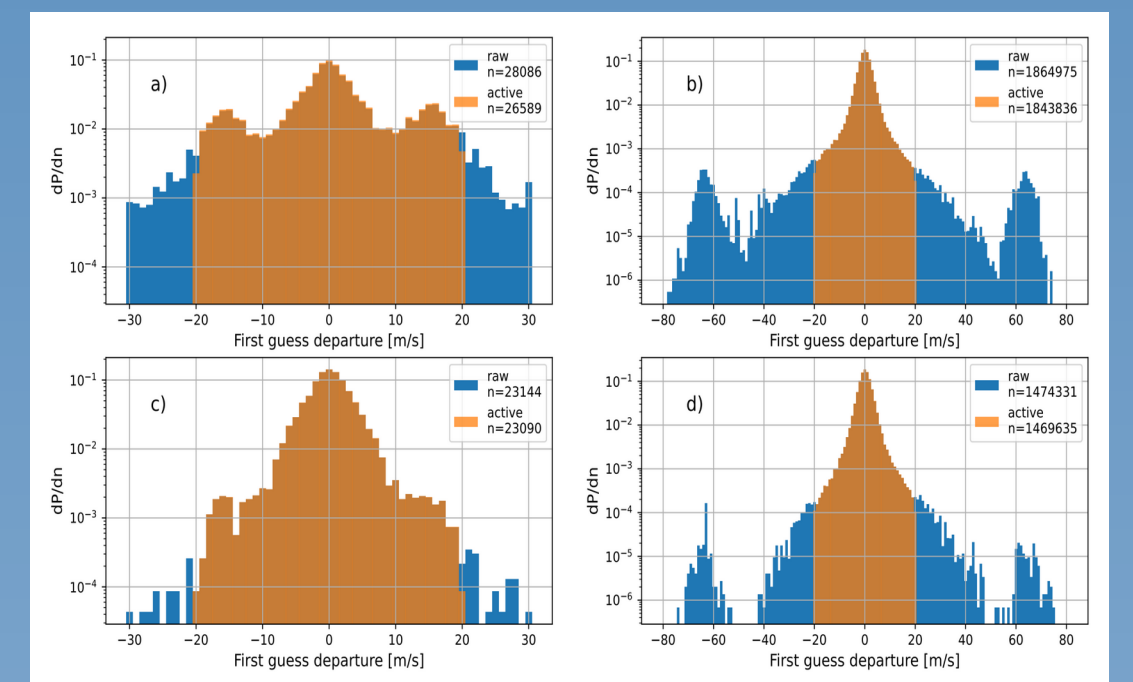 a)
raw
n=28086
active
n=26589
dP/dn
10⁻¹
10⁻²
10⁻³
10⁻⁴
−30 −20 −10 0 10 20 30
First guess departure [m/s]
b)
raw
n=1864975
active
n=1843836
dP/dn
10⁻¹
10⁻²
10⁻³
10⁻⁴
10⁻⁵
10⁻⁶
−80 −60 −40 −20 0 20 40 60 80
First guess departure [m/s]
c)
raw
n=23144
active
n=23090
dP/dn
10⁻¹
10⁻²
10⁻³
10⁻⁴
−30 −20 −10 0 10 20 30
First guess departure [m/s]
d)
raw
n=1474331
active
n=1469635
dP/dn
10⁻¹
10⁻²
10⁻³
10⁻⁴
10⁻⁵
10⁻⁶
−80 −60 −40 −20 0 20 40 60 80
First guess departure [m/s]